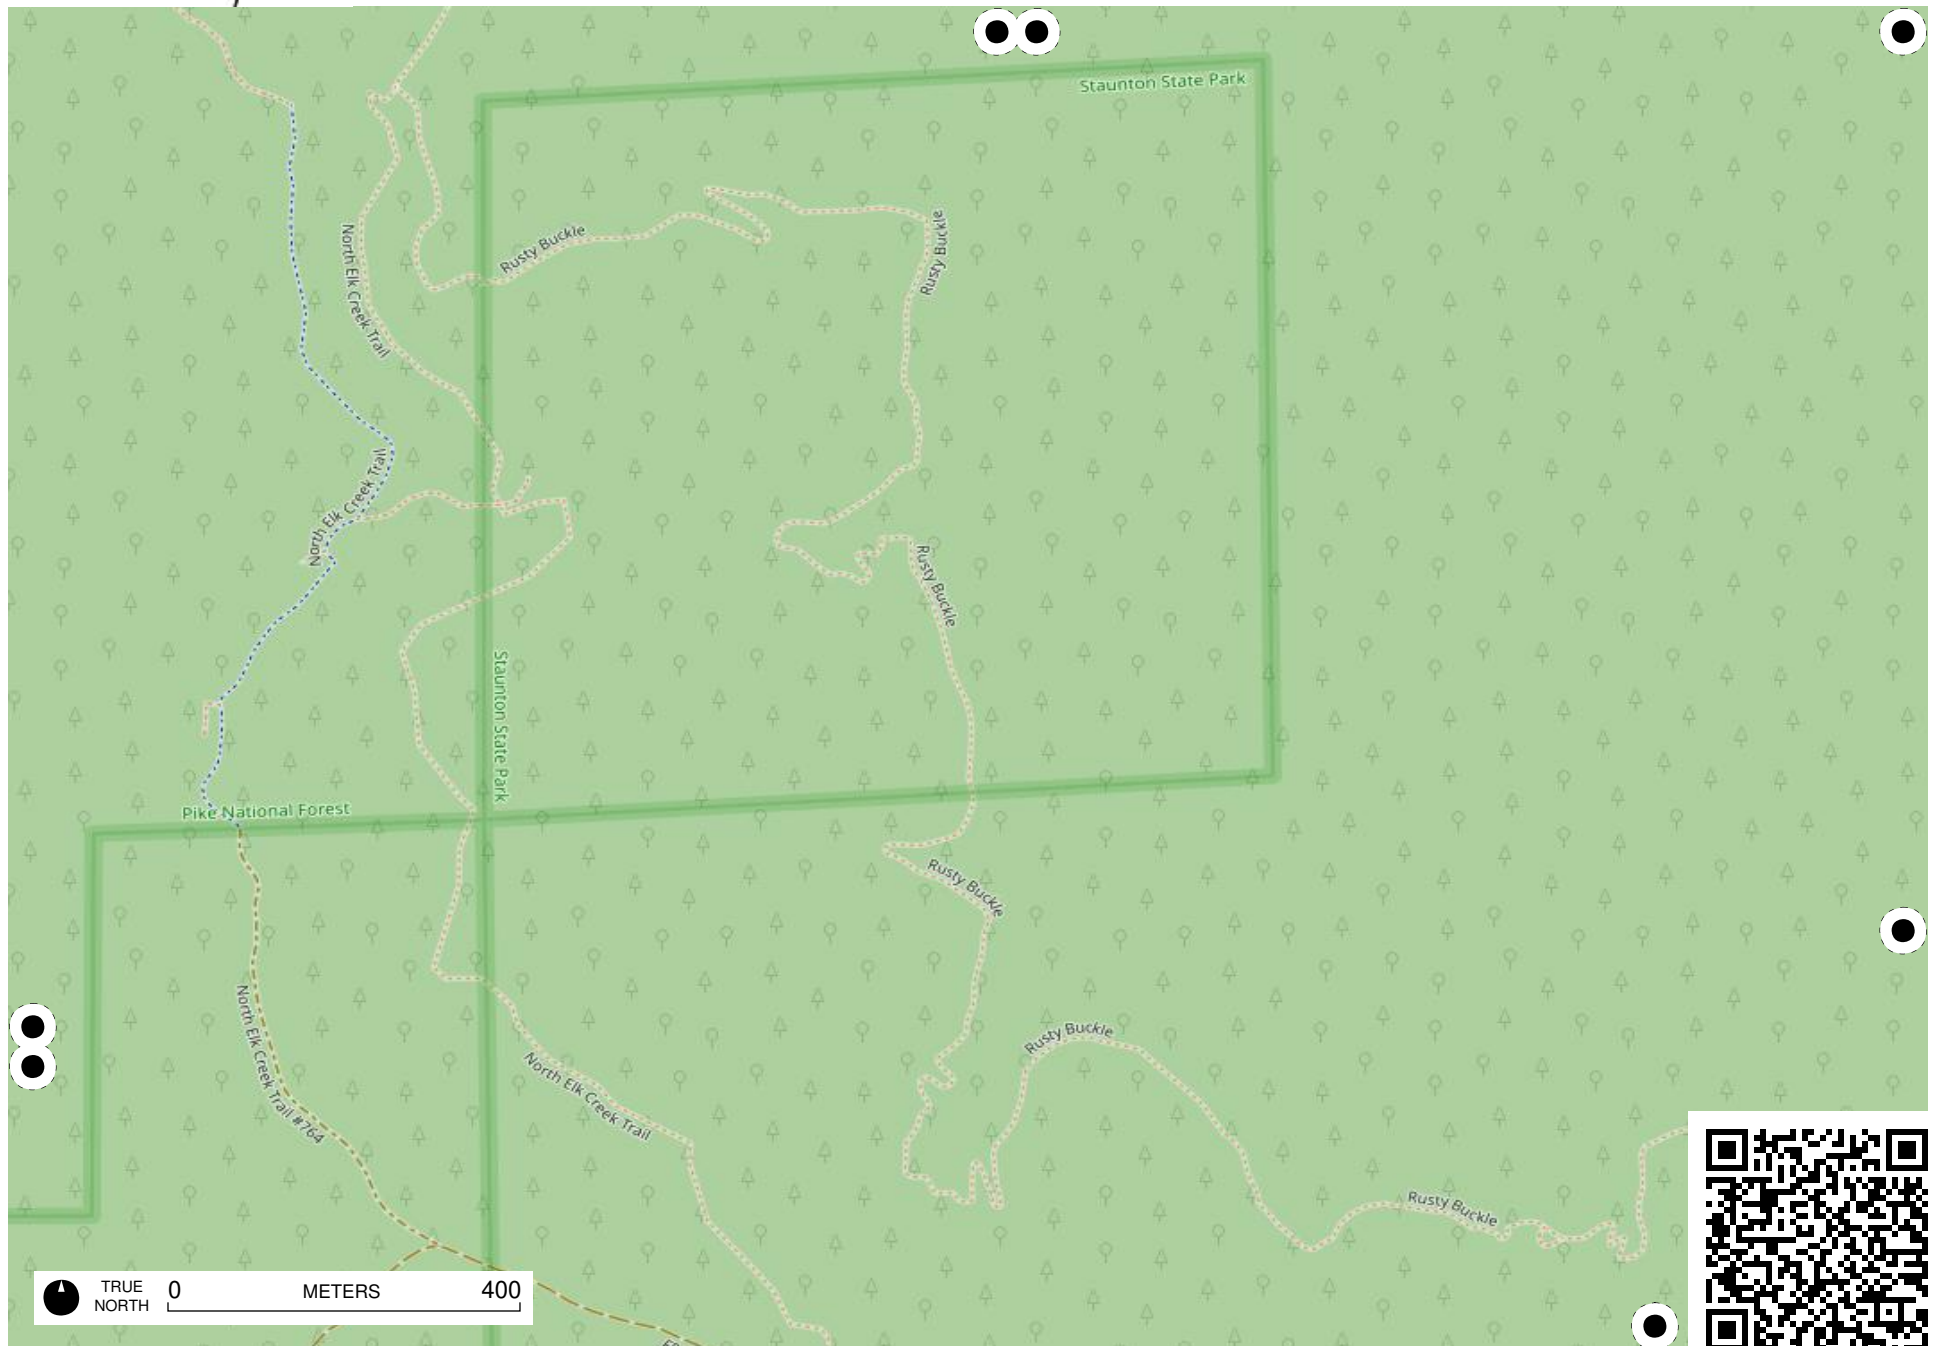 Staunton State Park
Rusty Buckle
Rusty Buckle
North Elk Creek Trail
North Elk Creek Trail
Rusty Buckle
Staunton State Park
Pike National Forest
Rusty Buckle
North Elk Creek Trail #764
Rusty Buckle
North Elk Creek Trail
Rusty Buckle
TRUE
NORTH
0 METERS 400